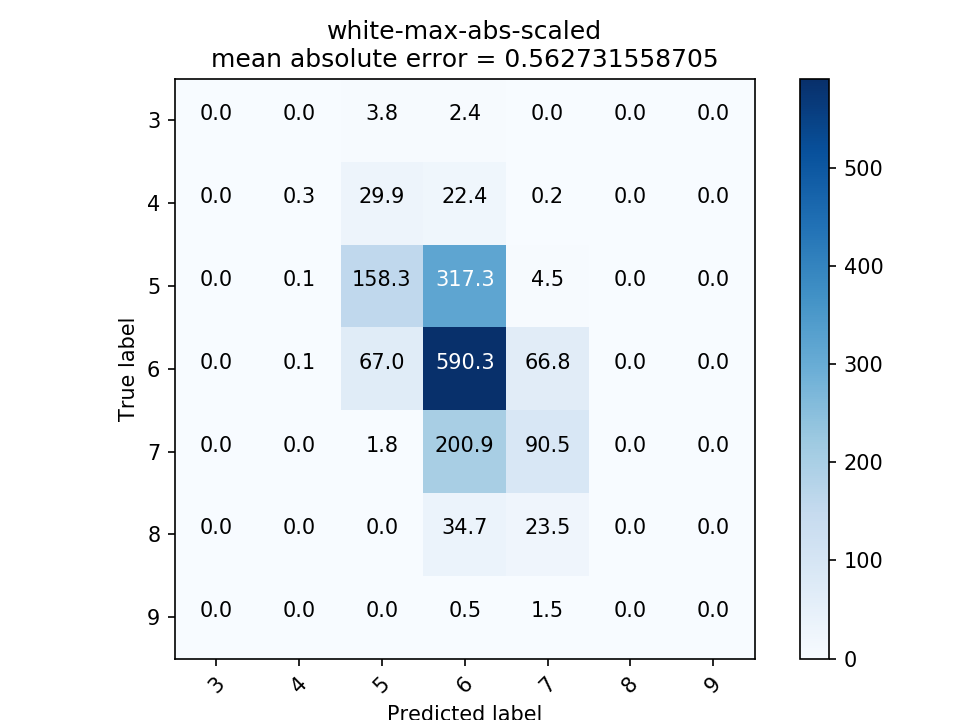 white-max-abs-scaled
mean absolute error = 0.562731558705
3 0.0 0.0 3.8 2.4 0.0 0.0 0.0
4 0.0 0.3 29.9 22.4 0.2 0.0 0.0
5 0.0 0.1 158.3 317.3 4.5 0.0 0.0
6 0.0 0.1 67.0 590.3 66.8 0.0 0.0
7 0.0 0.0 1.8 200.9 90.5 0.0 0.0
8 0.0 0.0 0.0 34.7 23.5 0.0 0.0
9 0.0 0.0 0.0 0.5 1.5 0.0 0.0
True label
3 4 5 6 7 8 9
Predicted label
500
400
300
200
100
0